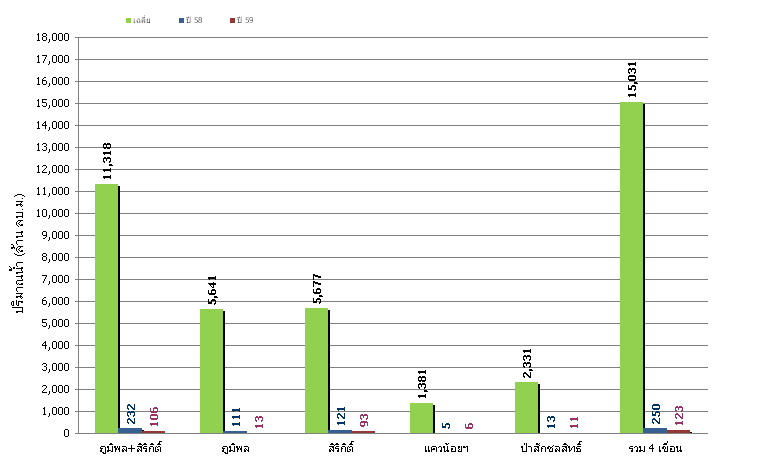 เฉลี่ย ปี 58 ปี 59
ปริมาณน้ำ (ล้าน ลบ.ม.)
18,000
17,000
16,000
15,000
14,000
13,000
12,000
11,000
10,000
9,000
8,000
7,000
6,000
5,000
4,000
3,000
2,000
1,000
0
11,318 232 106
5,641 111 13
5,677 121 93
1,381 5 6
2,331 13 11
15,031 250 123
ภูมิพล+สิริกิติ์ ภูมิพล สิริกิติ์ แควน้อยฯ ป่าสักชลสิทธิ์ รวม 4 เขื่อน